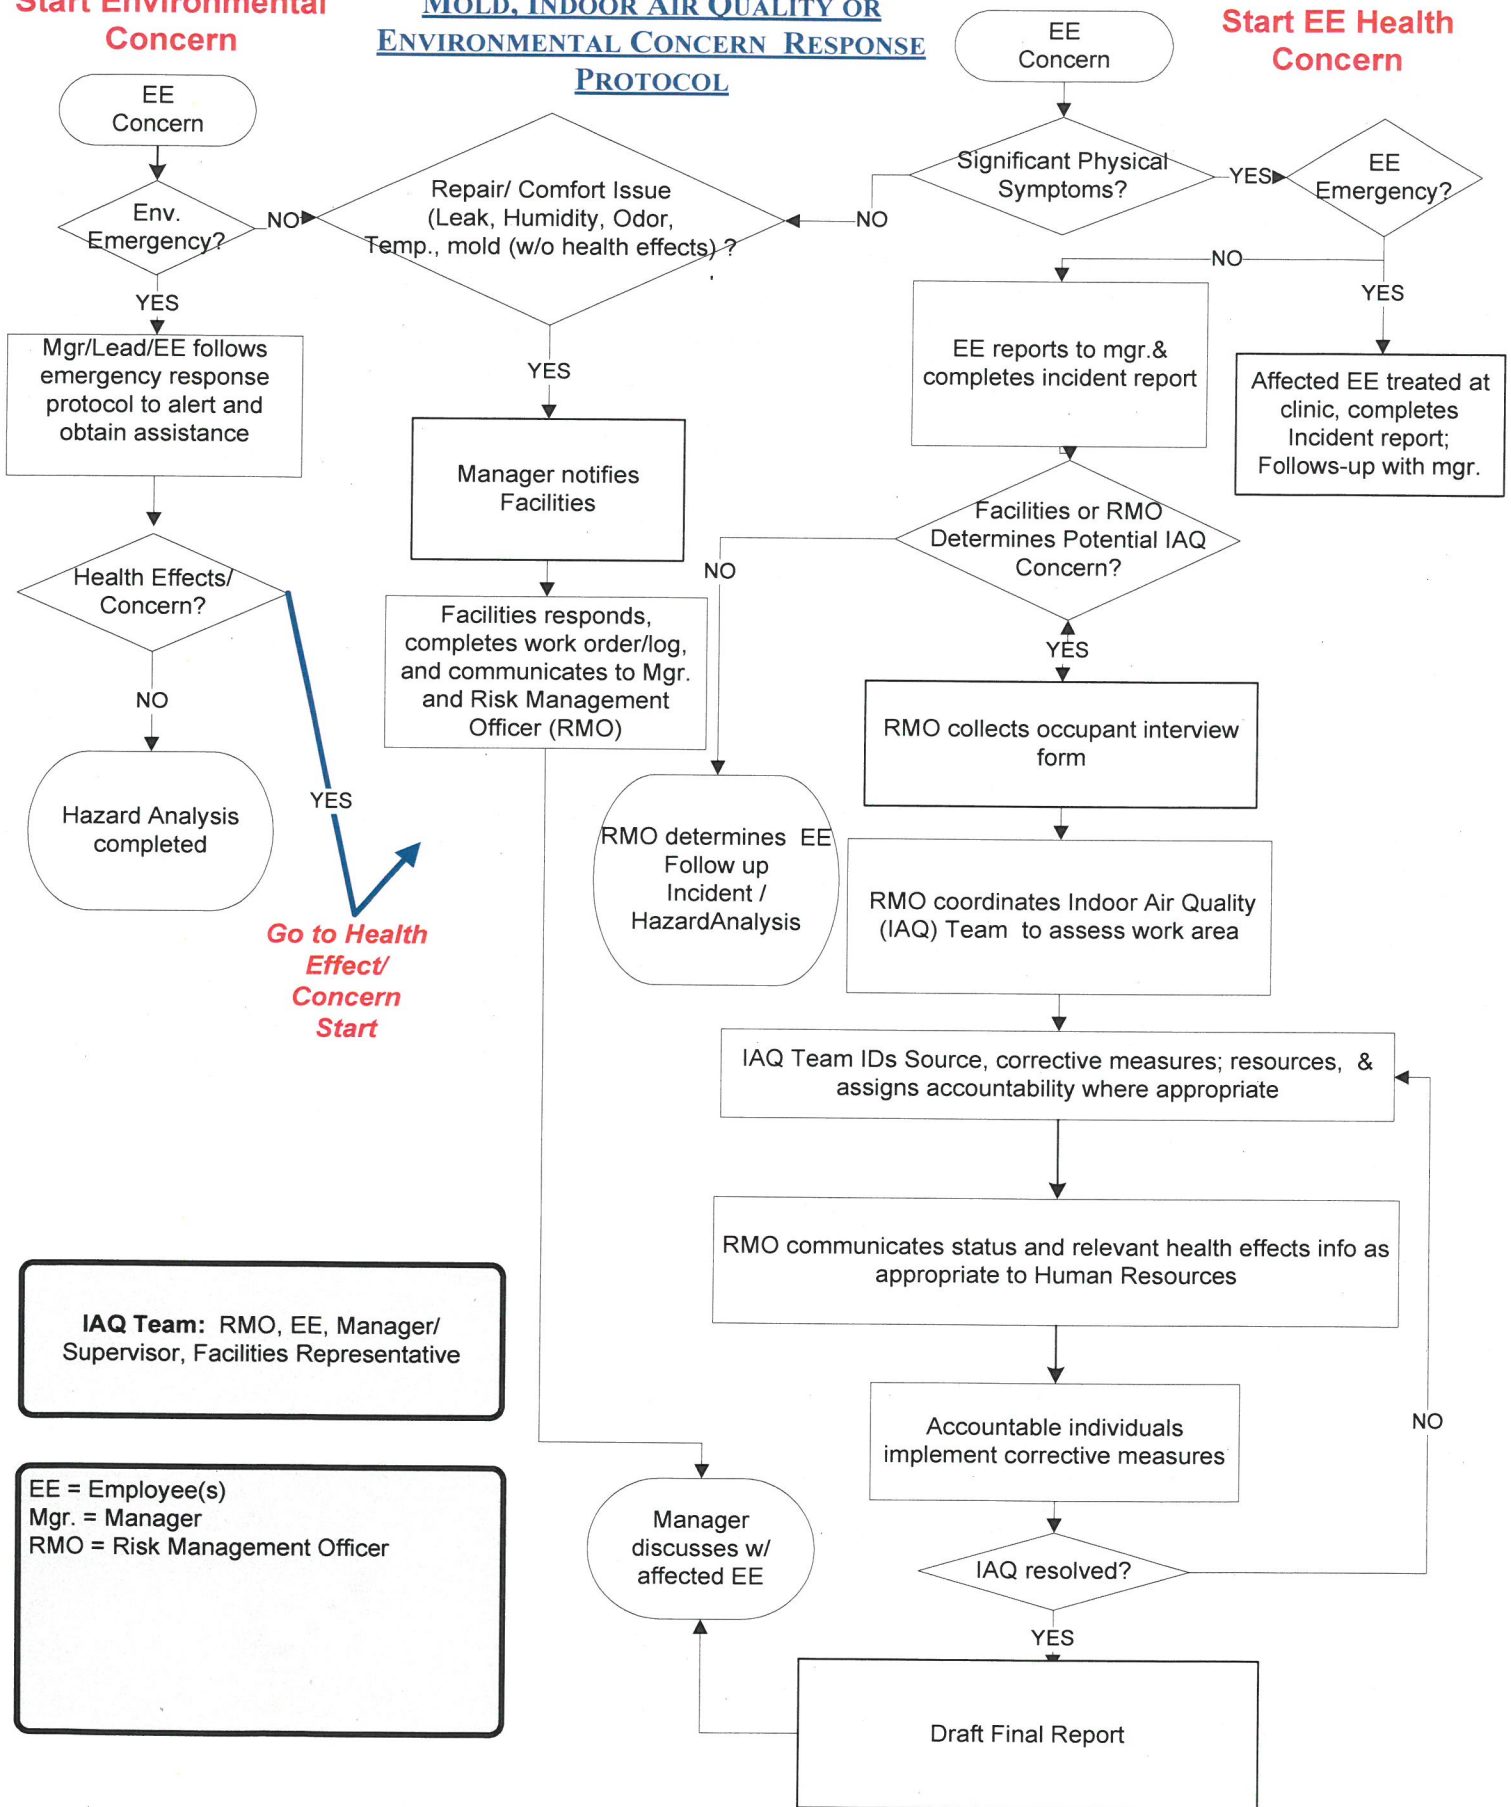 Start Environmental
Concern
MOLD, INDOOR AIR QUALITY OR
ENVIRONMENTAL CONCERN RESPONSE
PROTOCOL
Start EE Health
Concern
EE
Concern
EE
Concern
Env.
Emergency?
NO
Repair/ Comfort Issue
(Leak, Humidity, Odor,
Temp., mold (w/o health effects) ?
NO
Significant Physical
Symptoms?
YES
EE
Emergency?
YES
Mgr/Lead/EE follows
emergency response
protocol to alert and
obtain assistance
YES
Manager notifies
Facilities
NO
EE reports to mgr.&
completes incident report
YES
Affected EE treated at
clinic, completes
Incident report;
Follows-up with mgr.
Health Effects/
Concern?
Facilities responds,
completes work order/log,
and communicates to Mgr.
and Risk Management
Officer (RMO)
NO
Facilities or RMO
Determines Potential IAQ
Concern?
YES
NO
Hazard Analysis
completed
YES
Go to Health
Effect/
Concern
Start
RMO determines EE
Follow up
Incident /
HazardAnalysis
RMO collects occupant interview
form
RMO coordinates Indoor Air Quality
(IAQ) Team to assess work area
IAQ Team IDs Source, corrective measures; resources, &
assigns accountability where appropriate
RMO communicates status and relevant health effects info as
appropriate to Human Resources
Accountable individuals
implement corrective measures
NO
IAQ resolved?
YES
Draft Final Report
Manager
discusses w/
affected EE
IAQ Team: RMO, EE, Manager/
Supervisor, Facilities Representative
EE = Employee(s)
Mgr. = Manager
RMO = Risk Management Officer